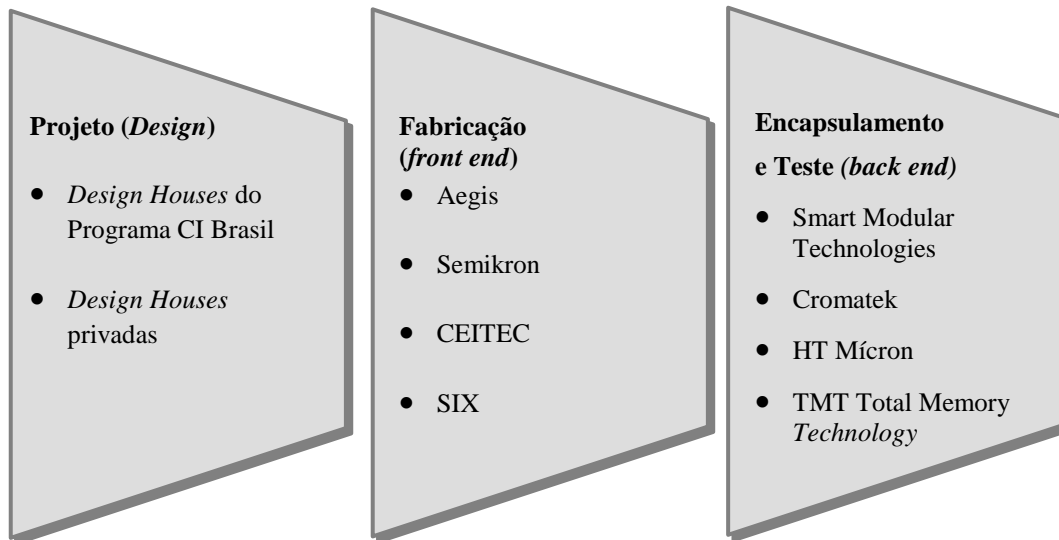 Projeto (Design)
● Design Houses do
Programa CI Brasil
● Design Houses
privadas
Fabricação
(front end)
● Aegis
● Semikron
● CEITEC
● SIX
Encapsulamento
e Teste (back end)
● Smart Modular
Technologies
● Cromatek
● HT Mícron
● TMT Total Memory
Technology